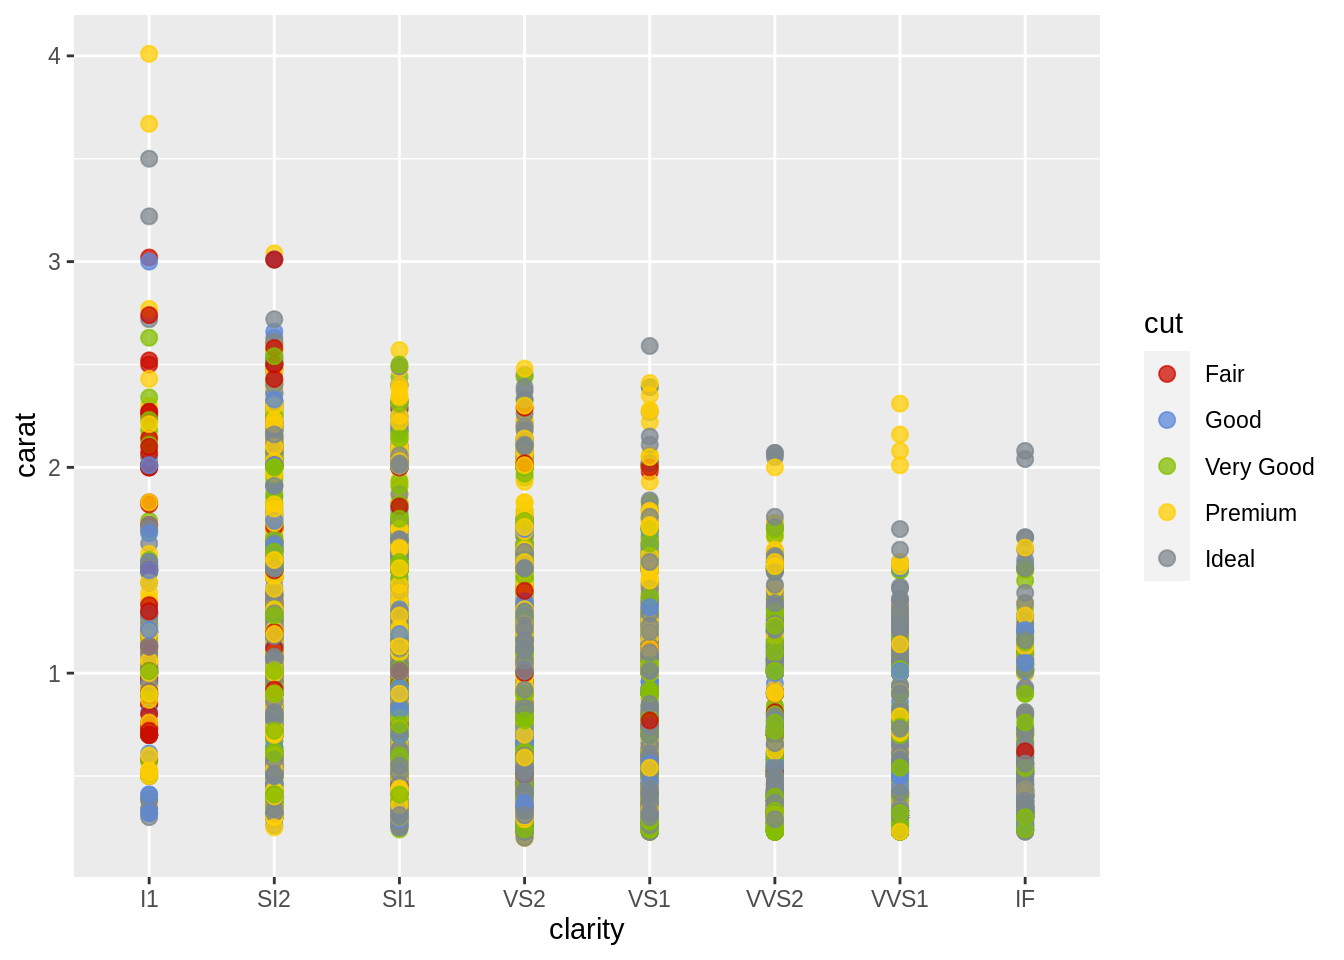 4
3
2
1
carat
I1 SI2 SI1 VS2 VS1 VVS2 VVS1 IF
clarity
cut
Fair
Good
Very Good
Premium
Ideal